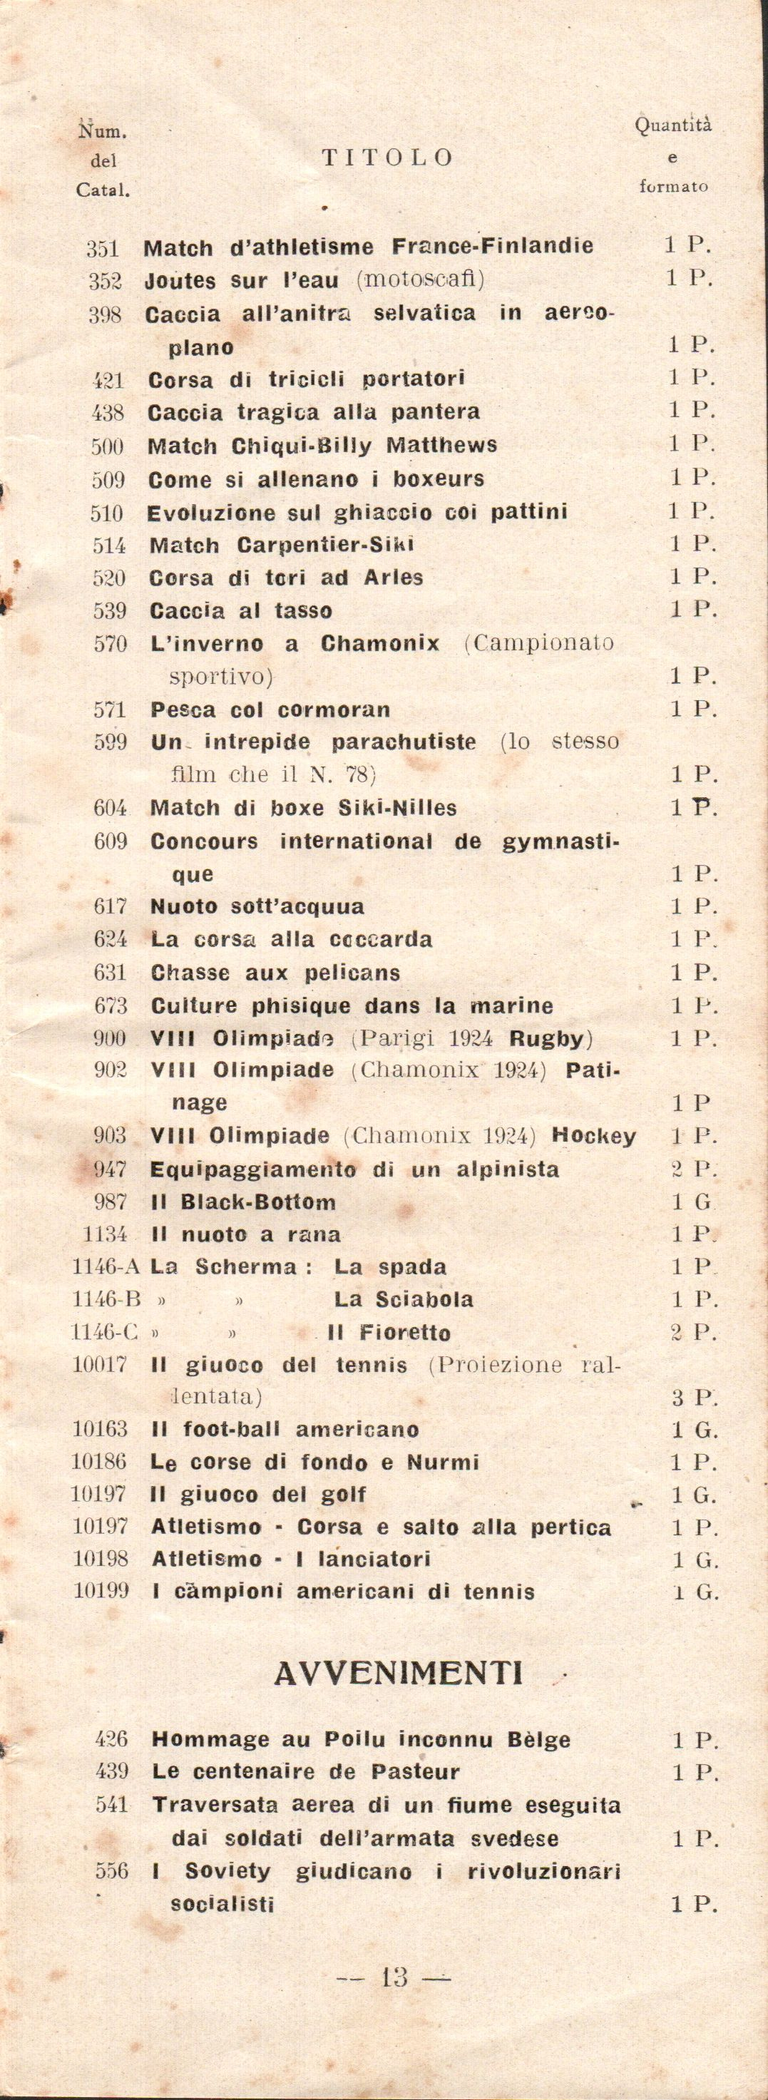 Num. del Catal. TITOLO Quantità e formato
351 Match d'athletisme France-Finlandie 1 P.
352 Joutes sur l'eau (motoscafi) 1 P.
398 Caccia all'anitra selvatica in aereo-
plano 1 P.
421 Corsa di tricicli portatori 1 P.
438 Caccia tragica alla pantera 1 P.
500 Match Chiqui-Billy Matthews 1 P.
509 Come si allenano i boxeurs 1 P.
510 Evoluzione sul ghiaccio coi pattini 1 P.
514 Match Carpentier-Siki 1 P.
520 Corsa di tori ad Arles 1 P.
539 Caccia al tasso 1 P.
570 L'inverno a Chamonix (Campionato
sportivo) 1 P.
571 Pesca col cormoran 1 P.
599 Un intrepide parachutiste (lo stesso
film che il N. 78) 1 P.
604 Match di boxe Siki-Nilles 1 P.
609 Concours international de gymnasti-
que 1 P.
617 Nuoto sott'acquua 1 P.
624 La corsa alla coccarda 1 P.
631 Chasse aux pelicans 1 P.
673 Culture phisique dans la marine 1 P.
900 VIII Olimpiade (Parigi 1924 Rugby) 1 P.
902 VIII Olimpiade (Chamonix 1924) Pati-
nage 1 P
903 VIII Olimpiade (Chamonix 1924) Hockey 1 P.
947 Equipaggiamento di un alpinista 2 P.
987 Il Black-Bottom 1 G
1134 Il nuoto a rana 1 P.
1146-A La Scherma : La spada 1 P.
1146-B » » La Sciabola 1 P.
1146-C » » Il Fioretto 2 P.
10017 Il giuoco del tennis (Proiezione ral-
lentata) 3 P.
10163 Il foot-ball americano 1 G.
10186 Le corse di fondo e Nurmi 1 P.
10197 Il giuoco del golf 1 G.
10197 Atletismo - Corsa e salto alla pertica 1 P.
10198 Atletismo - I lanciatori 1 G.
10199 I campioni americani di tennis 1 G.
AVVENIMENTI
426 Hommage au Poilu inconnu Bèlge 1 P.
439 Le centenaire de Pasteur 1 P.
541 Traversata aerea di un fiume eseguita
dai soldati dell'armata svedese 1 P.
556 I Soviety giudicano i rivoluzionari
socialisti 1 P.
— 13 —